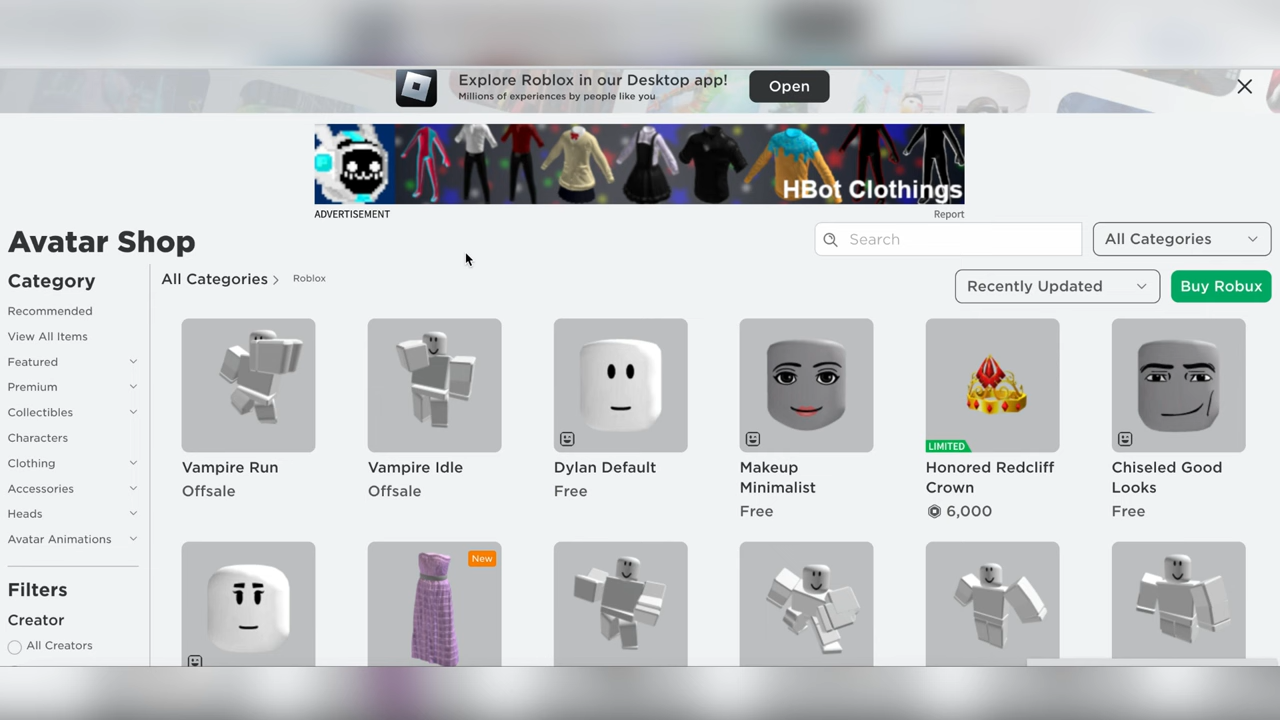 Explore Roblox in our Desktop app!
Millions of experiences by people like you
Open
HBot Clothings
ADVERTISEMENT
Report
Avatar Shop
Search
All Categories
Category
All Categories
Roblox
Recently Updated
Buy Robux
Recommended
View All Items
Featured
Premium
Collectibles
Characters
Clothing
Accessories
Heads
Avatar Animations
Filters
Creator
All Creators
Vampire Run
Offsale
Vampire Idle
Offsale
Dylan Default
Free
Makeup
Minimalist
Free
LIMITED
Honored Redcliff
Crown
6,000
Chiseled Good
Looks
Free
New